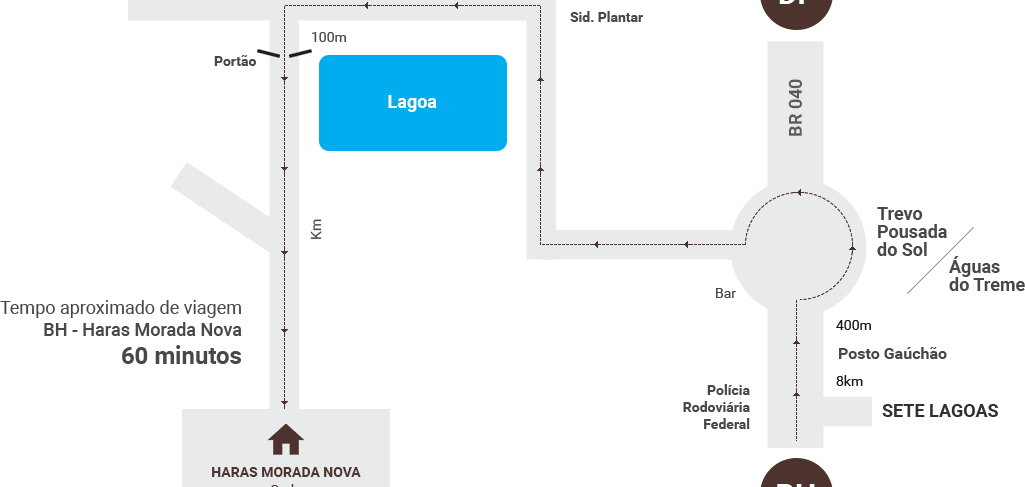 Sid. Plantar
100m
Portão
Lagoa
BR 040
Trevo
Pousada
do Sol
Águas
do Treme
Km
Bar
Tempo aproximado de viagem
BH - Haras Morada Nova
60 minutos
400m
Posto Gaúchão
8km
Polícia
Rodoviária
Federal
SETE LAGOAS
HARAS MORADA NOVA